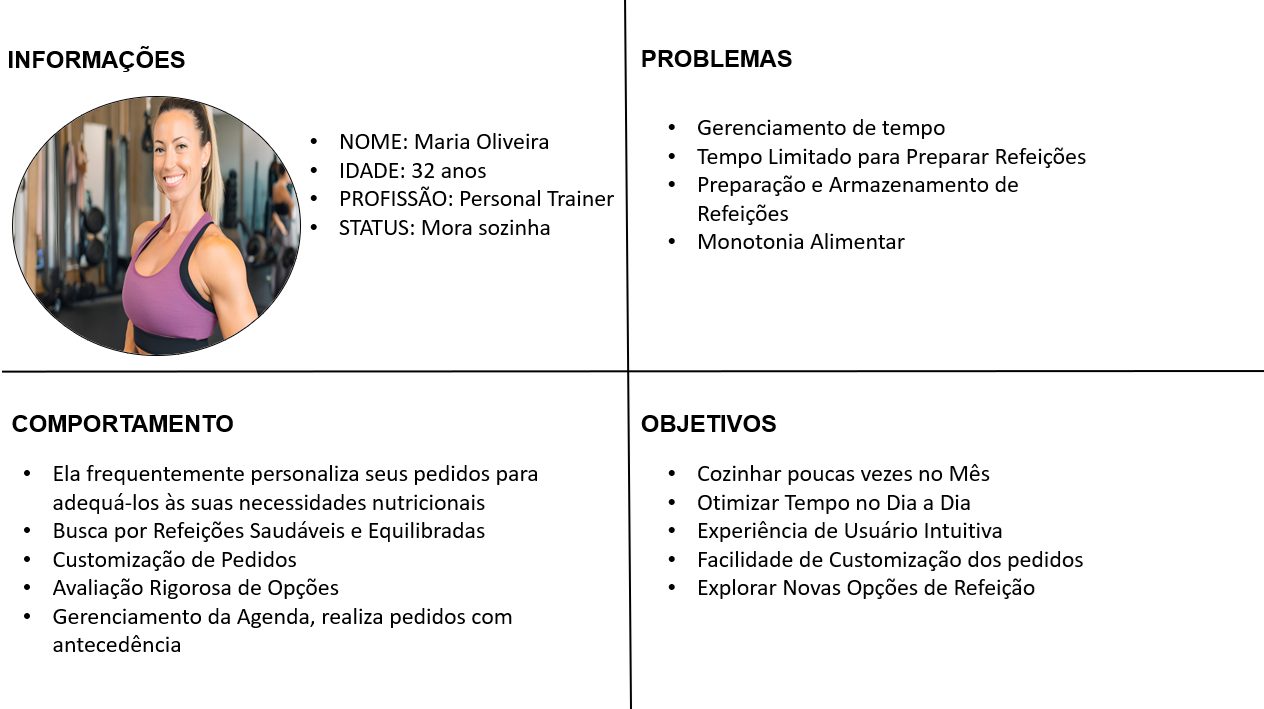 INFORMAÇÕES
• NOME: Maria Oliveira
• IDADE: 32 anos
• PROFISSÃO: Personal Trainer
• STATUS: Mora sozinha
PROBLEMAS
• Gerenciamento de tempo
• Tempo Limitado para Preparar Refeições
• Preparação e Armazenamento de
Refeições
• Monotonia Alimentar
COMPORTAMENTO
• Ela frequentemente personaliza seus pedidos para
adequá-los às suas necessidades nutricionais
• Busca por Refeições Saudáveis e Equilibradas
• Customização de Pedidos
• Avaliação Rigorosa de Opções
• Gerenciamento da Agenda, realiza pedidos com
antecedência
OBJETIVOS
• Cozinhar poucas vezes no Mês
• Otimizar Tempo no Dia a Dia
• Experiência de Usuário Intuitiva
• Facilidade de Customização dos pedidos
• Explorar Novas Opções de Refeição